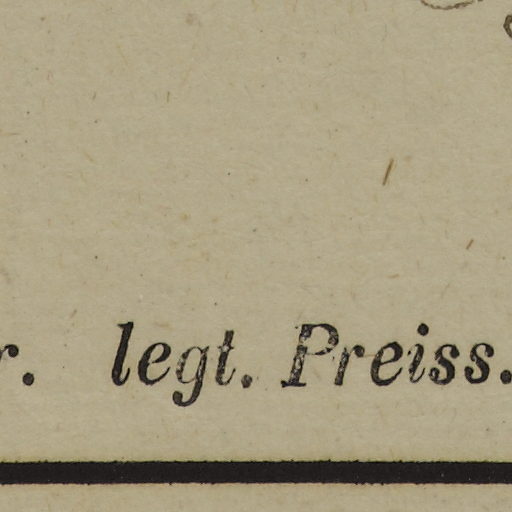 r. legt. Preiss.